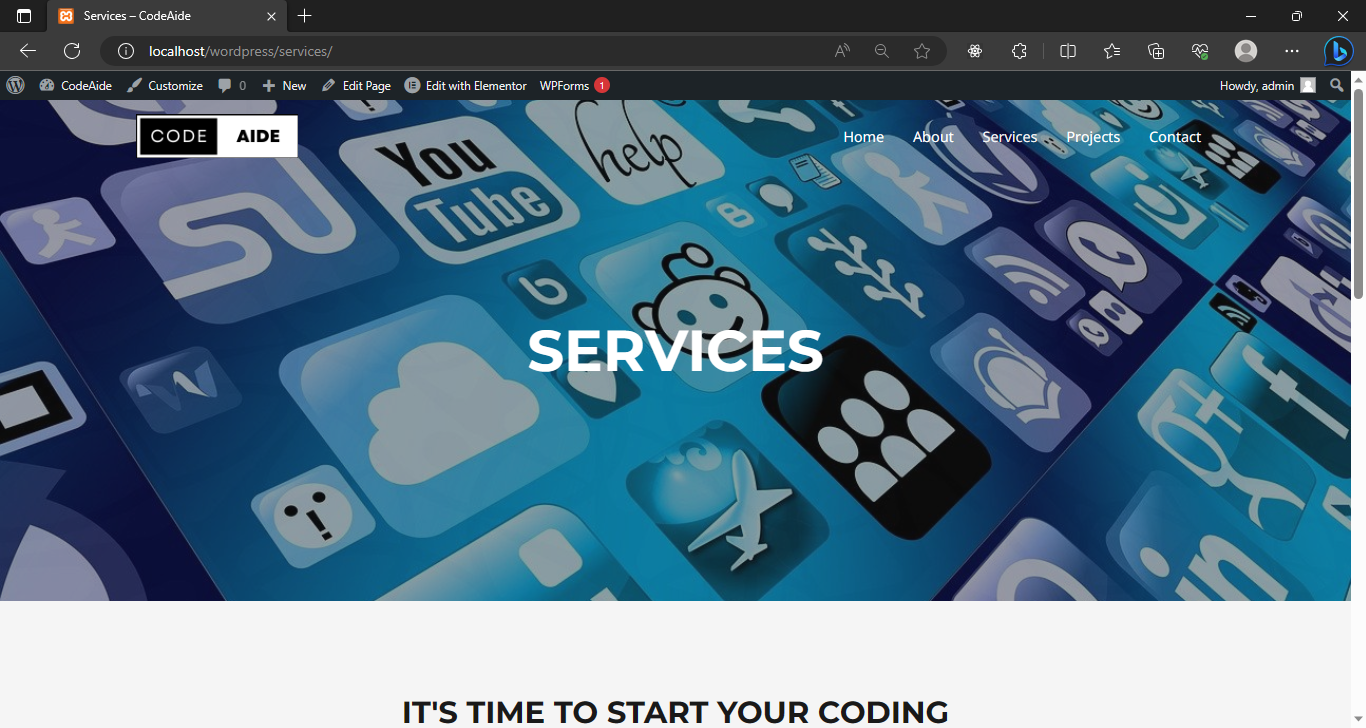 Services – CodeAide
localhost/wordpress/services/
CodeAide Customize 0 New Edit Page Edit with Elementor WPForms 1 Howdy, admin
CODE AIDE
Home About Services Projects Contact
You
Tube
help
SERVICES
in
IT'S TIME TO START YOUR CODING